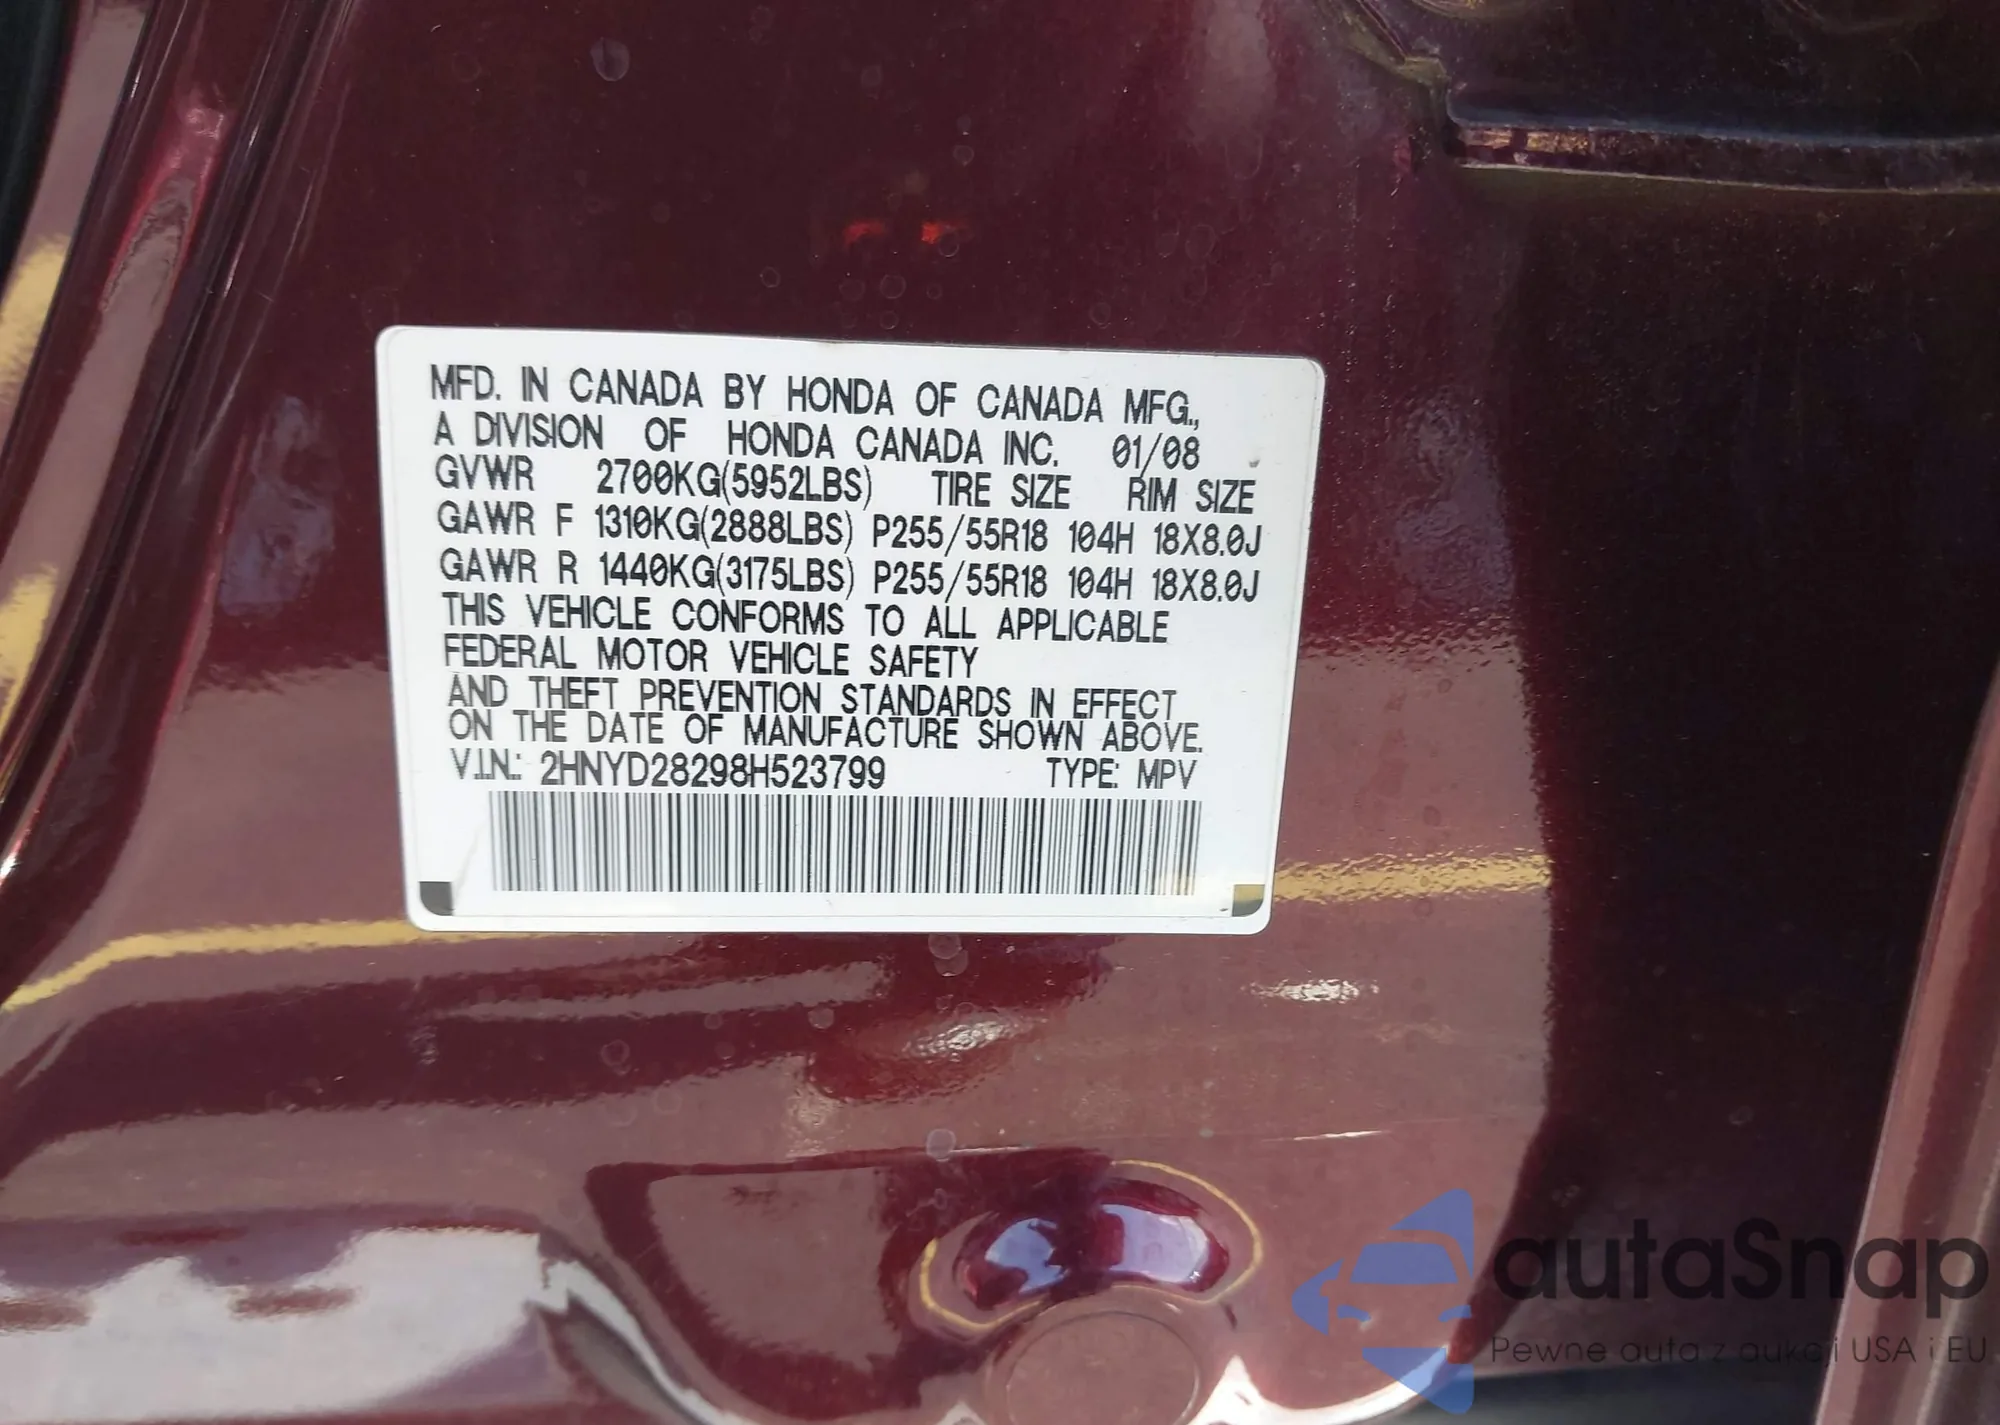 MFD. IN CANADA BY HONDA OF CANADA MFG.,
A DIVISION OF HONDA CANADA INC. 01/08
GVWR 2700KG(5952LBS) TIRE SIZE RIM SIZE
GAWR F 1310KG(2888LBS) P255/55R18 104H 18X8.0J
GAWR R 1440KG(3175LBS) P255/55R18 104H 18X8.0J
THIS VEHICLE CONFORMS TO ALL APPLICABLE
FEDERAL MOTOR VEHICLE SAFETY
AND THEFT PREVENTION STANDARDS IN EFFECT
ON THE DATE OF MANUFACTURE SHOWN ABOVE.
V.I.N.: 2HNYD28298H523799 TYPE: MPV
autaSnap
Pewne auta z aukcji USA i EU